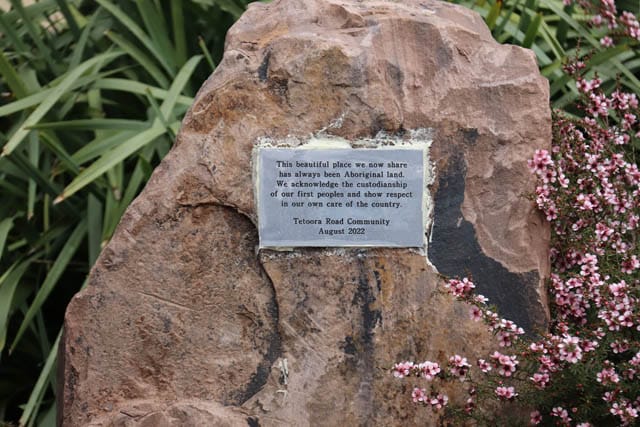 This beautiful place we now share
has always been Aboriginal land.
We acknowledge the custodianship
of our first peoples and show respect
in our own care of the country.
Tetoora Road Community
August 2022